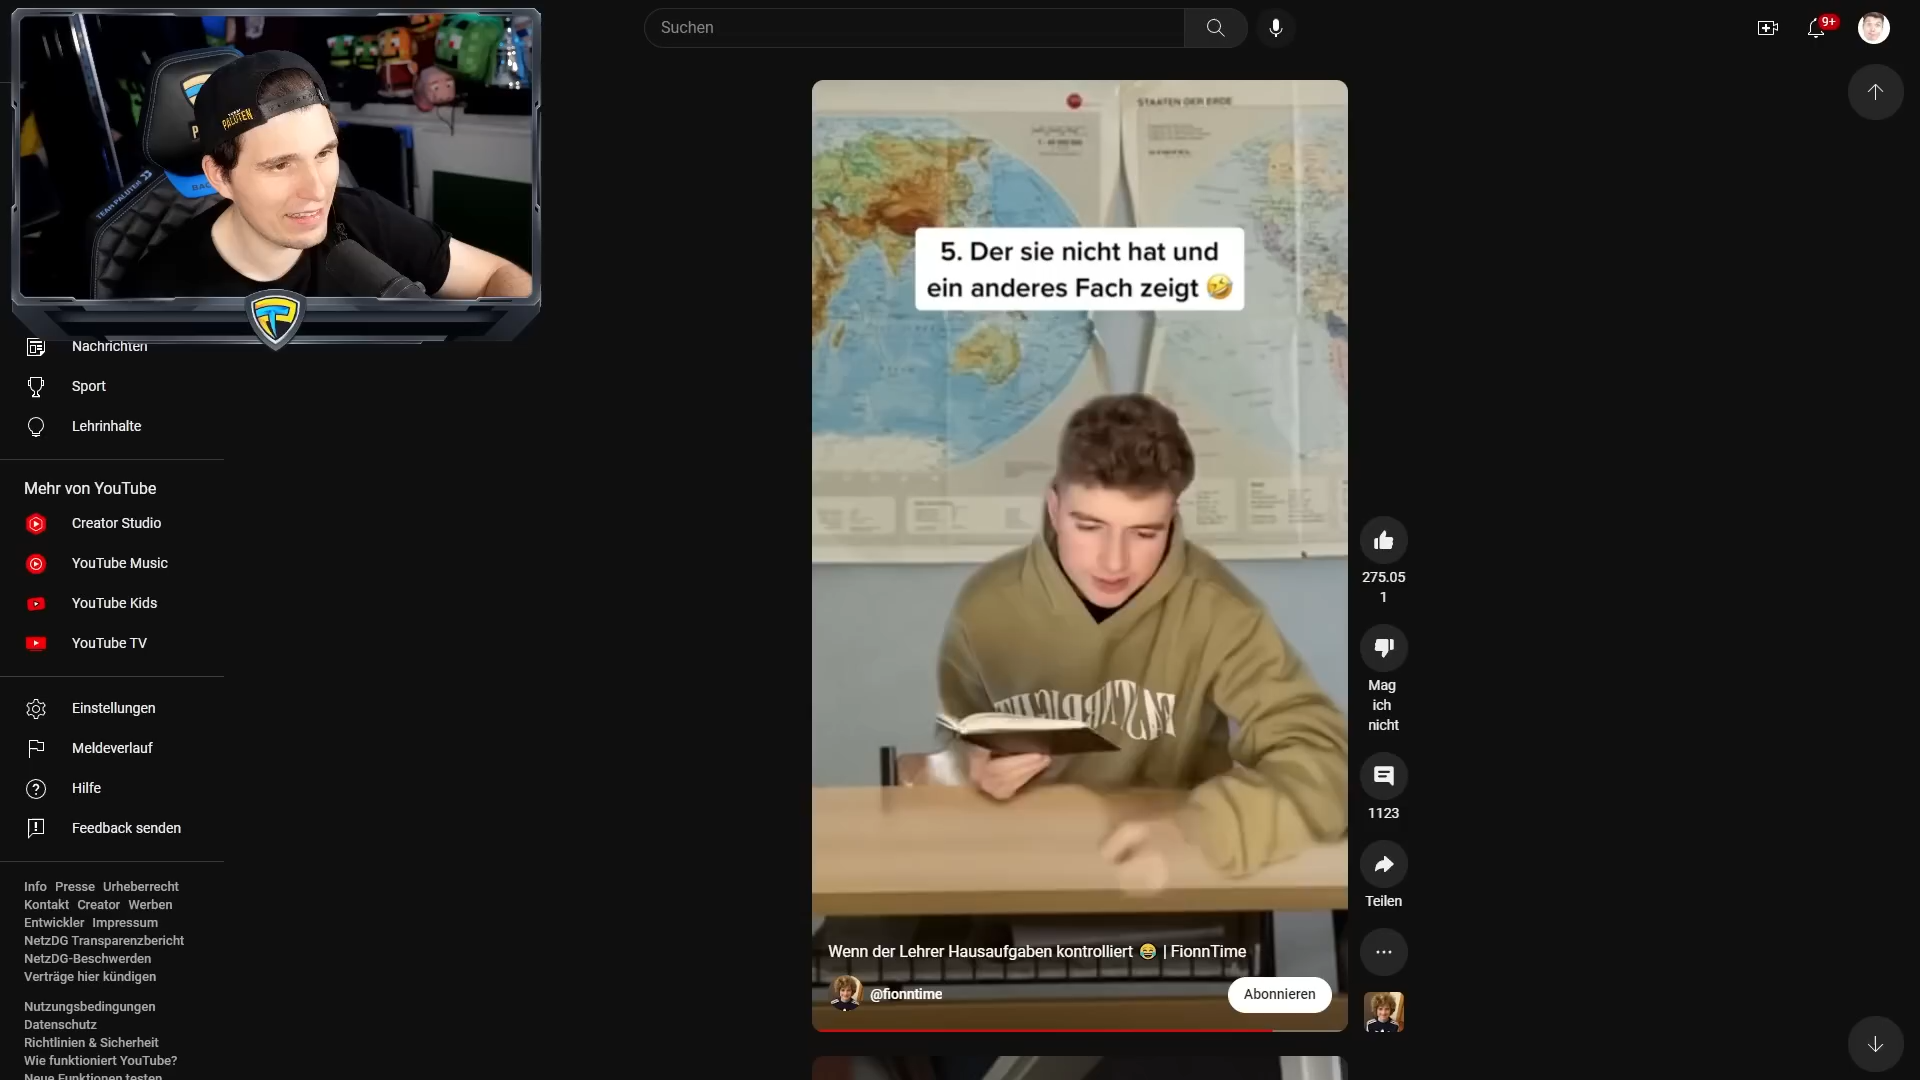 Suchen
9+
PALUTEN
TEAM PALUTEN
Nachrichten
Sport
Lehrinhalte
Mehr von YouTube
Creator Studio
YouTube Music
YouTube Kids
YouTube TV
Einstellungen
Meldeverlauf
Hilfe
Feedback senden
Info Presse Urheberrecht
Kontakt Creator Werben
Entwickler Impressum
NetzDG Transparenzbericht
NetzDG-Beschwerden
Verträge hier kündigen
Nutzungsbedingungen
Datenschutz
Richtlinien & Sicherheit
Wie funktioniert YouTube?
Neue Funktionen testen
STAATEN DER ERDE
5. Der sie nicht hat und
ein anderes Fach zeigt 🤣
Wenn der Lehrer Hausaufgaben kontrolliert 😂 | FionnTime
@fionntime
Abonnieren
275.05
1
Mag
ich
nicht
1123
Teilen